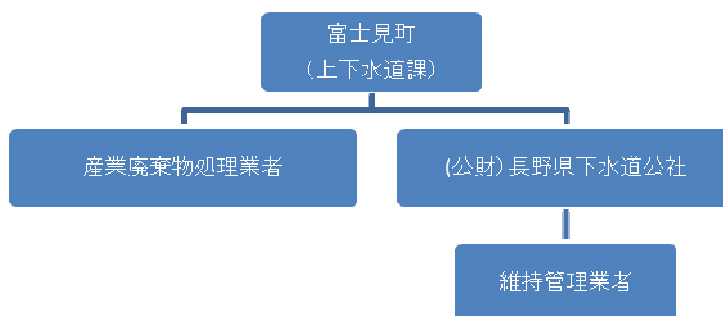 富士見町
(上下水道課)
産業廃棄物処理業者
(公財)長野県下水道公社
維持管理業者